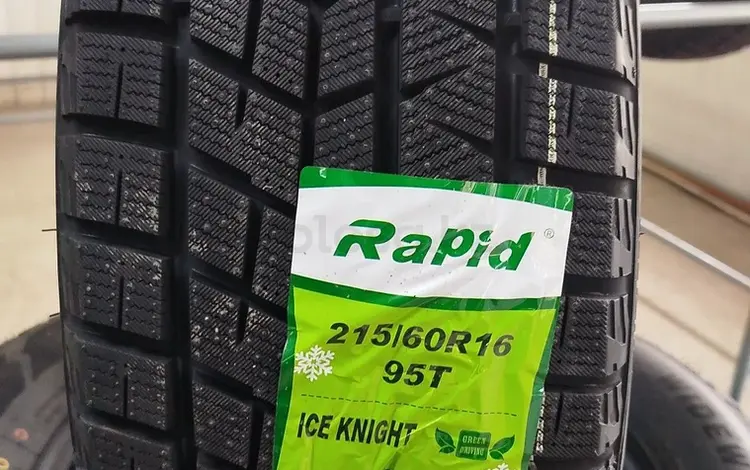 Rapid®
215/60R16
95T
ICE KNIGHT
GREEN
DRIVING